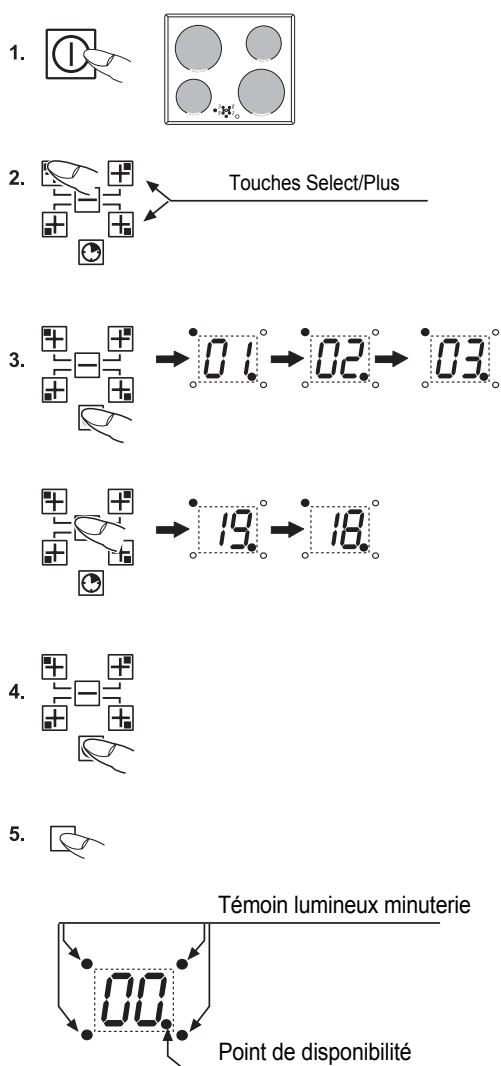 1.
2.
Touches Select/Plus
3.
01. 02. 03.
19. 18.
4.
5.
Témoin lumineux minuterie
00.
Point de disponibilité